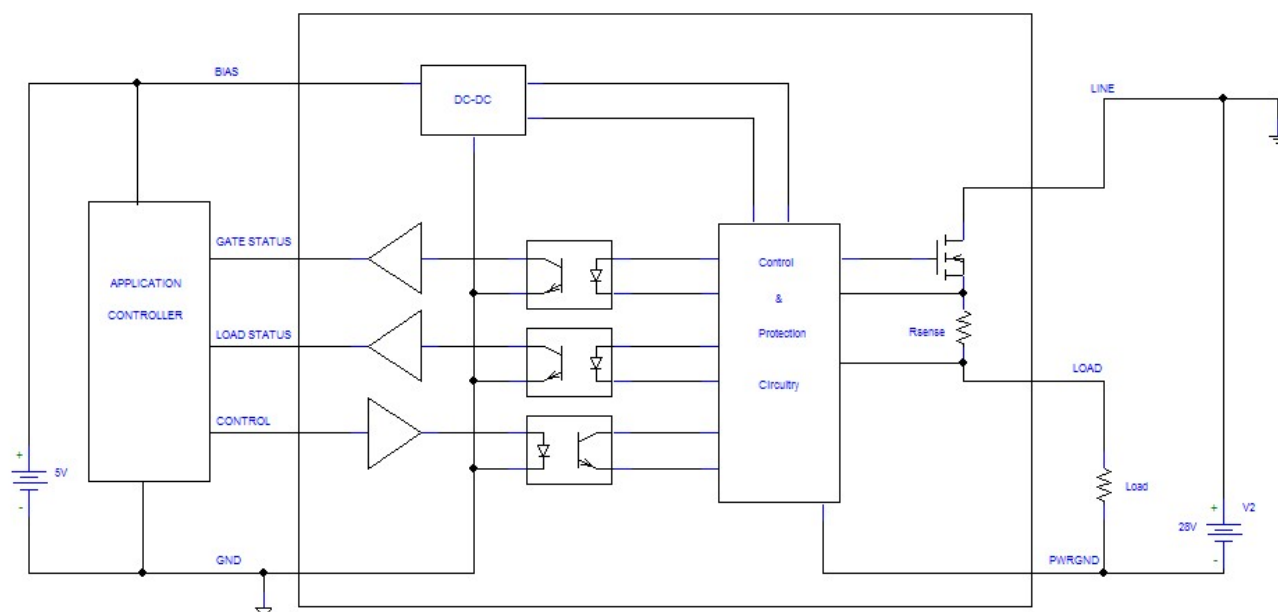 BIAS
DC-DC
LINE
GATE STATUS
APPLICATION
CONTROLLER
Control
&
Protection
Circuitry
Rsense
LOAD STATUS
LOAD
CONTROL
+
5V
-
Load
+
V2
28V
-
GND
PWRGND